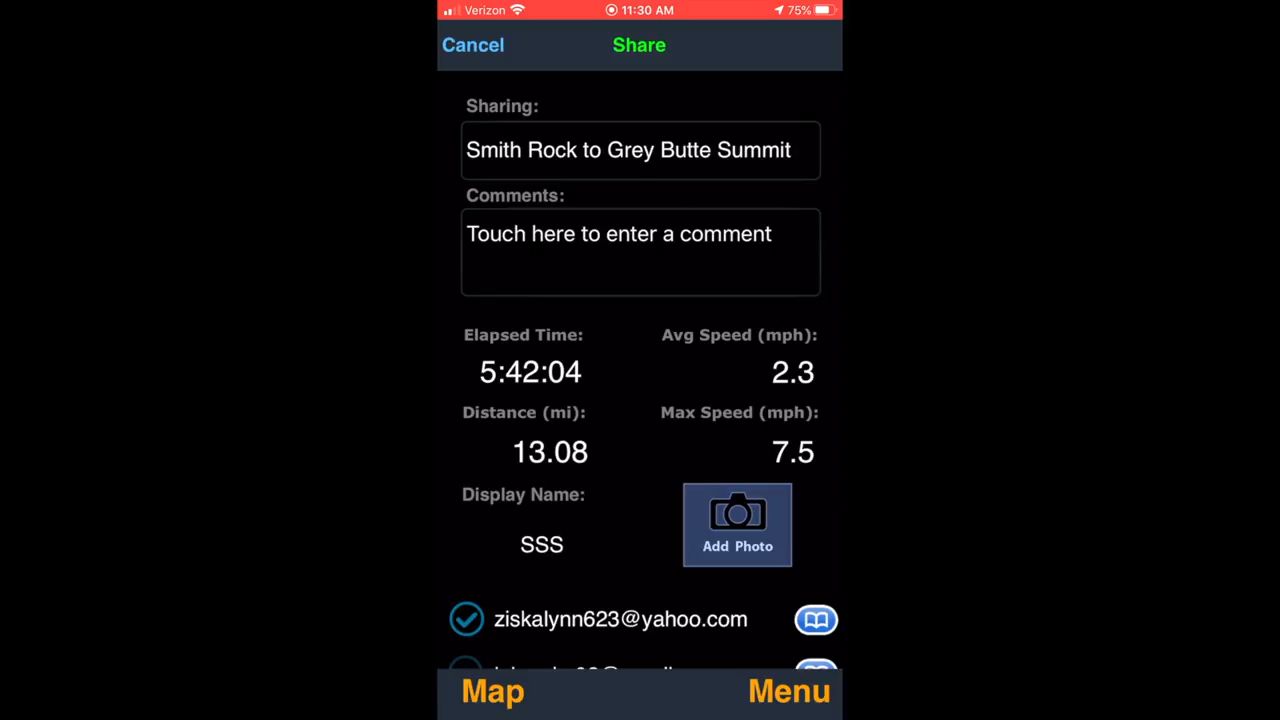 Verizon 11:30 AM 75%
Cancel Share
Sharing:
Smith Rock to Grey Butte Summit
Comments:
Touch here to enter a comment
Elapsed Time: Avg Speed (mph):
5:42:04 2.3
Distance (mi): Max Speed (mph):
13.08 7.5
Display Name:
SSS
Add Photo
ziskalynn623@yahoo.com
Map Menu